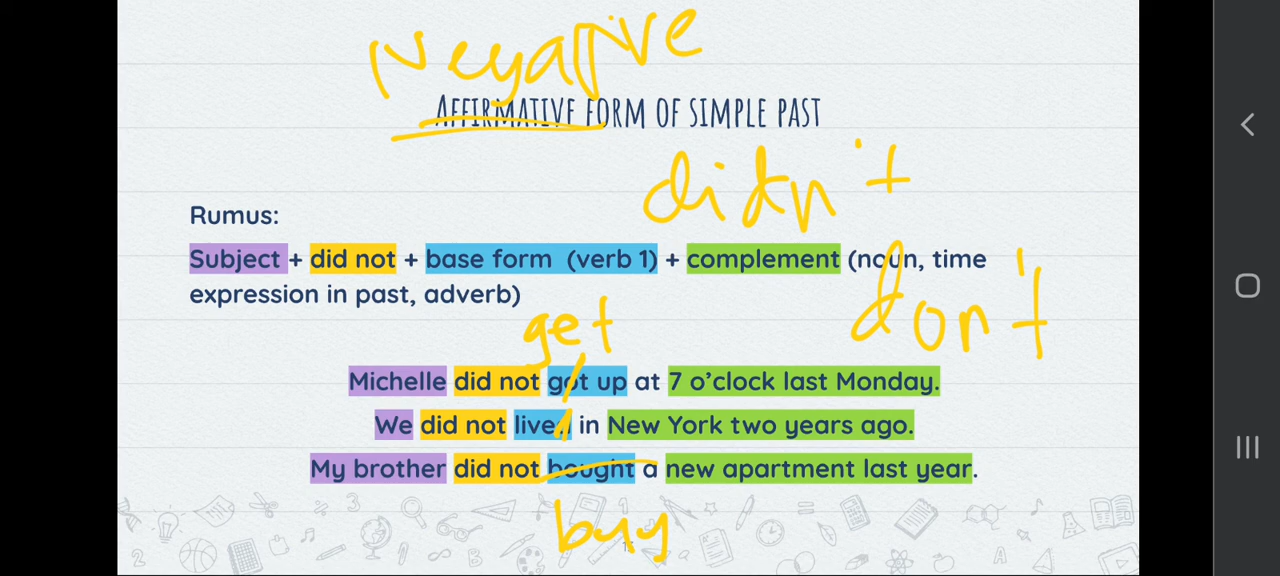 Negative
AFFIRMATIVE FORM OF SIMPLE PAST
didn't
Rumus:
Subject + did not + base form (verb 1) + complement (noun, time
expression in past, adverb)
don't
get
Michelle did not got up at 7 o'clock last Monday.
We did not lived in New York two years ago.
My brother did not bought a new apartment last year.
buy